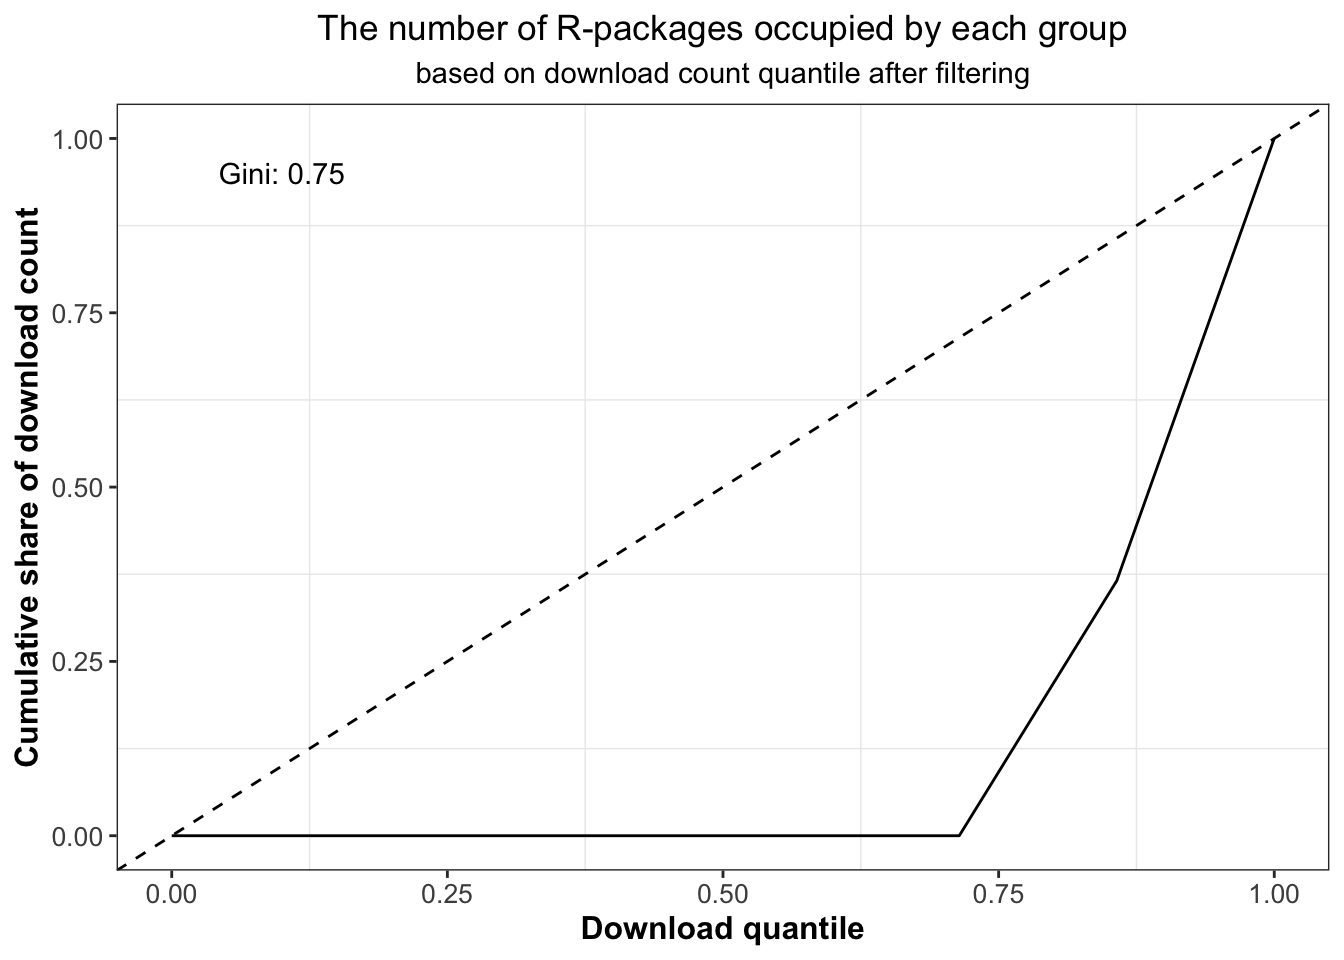 The number of R-packages occupied by each group
based on download count quantile after filtering
Gini: 0.75
Cumulative share of download count
1.00
0.75
0.50
0.25
0.00
0.00
0.25
0.50
0.75
1.00
Download quantile